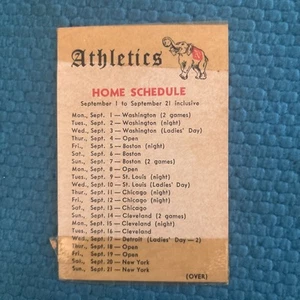 Athletics
HOME SCHEDULE
September 1 to September 21 inclusive
Mon., Sept. 1 — Washington (2 games)
Tues., Sept. 2 — Washington (night)
Wed., Sept. 3 — Washington (Ladies' Day)
Thur., Sept. 4 — Open
Fri., Sept. 5 — Boston (night)
Sat., Sept. 6 — Boston
Sun., Sept. 7 — Boston (2 games)
Mon., Sept. 8 — Open
Tues., Sept. 9 — St. Louis (night)
Wed., Sept. 10 — St. Louis (Ladies' Day)
Thur., Sept. 11 — Chicago (night)
Fri., Sept. 12 — Chicago (night)
Sat., Sept. 13 — Chicago
Sun., Sept. 14 — Cleveland (2 games)
Mon., Sept. 15 — Cleveland (night)
Tues., Sept. 16 — Cleveland
Wed., Sept. 17 — Detroit (Ladies' Day — 2)
Thur., Sept. 18 — Open
Fri., Sept. 19 — Open
Sat., Sept. 20 — New York
Sun., Sept. 21 — New York
(OVER)